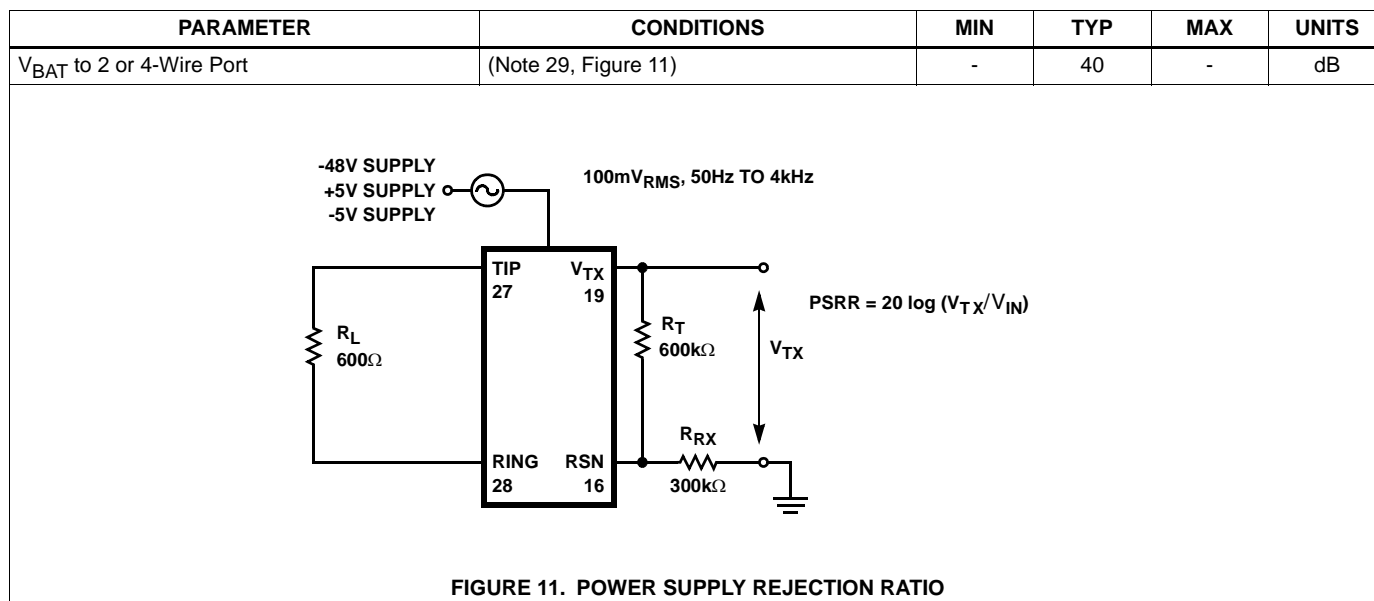 PARAMETER CONDITIONS MIN TYP MAX UNITS
VBAT to 2 or 4-Wire Port (Note 29, Figure 11) - 40 - dB
-48V SUPPLY
+5V SUPPLY
-5V SUPPLY
100mVRMS, 50Hz TO 4kHz
TIP
27
VTX
19
RL
600Ω
RT
600kΩ
VTX
PSRR = 20 log (VTX/VIN)
RING
28
RSN
16
RRX
300kΩ
FIGURE 11. POWER SUPPLY REJECTION RATIO